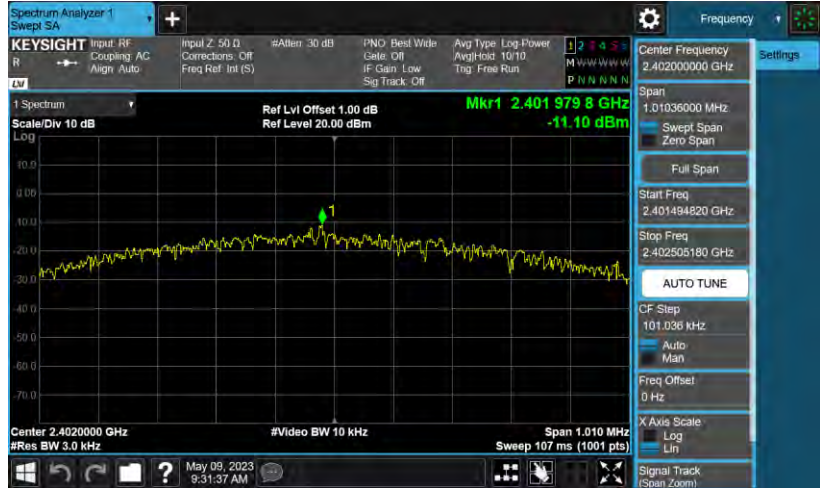 Spectrum Analyzer 1
Swept SA
Frequency
KEYSIGHT
R
LW
Input: RF
Coupling: AC
Align: Auto
Input Z: 50 Ω
Corrections: Off
Freq Ref: Int (S)
#Atten: 30 dB
PNO: Best Wide
Gate: Off
IF Gain: Low
Sig Track: Off
Avg Type: Log-Power
Avg|Hold: 10/10
Trig: Free Run
1 2 3 4 5 6
M W W W W W
P N N N N N
Center Frequency
2.402000000 GHz
Settings
Span
1.01036000 MHz
Swept Span
Zero Span
Full Span
Start Freq
2.401494820 GHz
Stop Freq
2.402505180 GHz
AUTO TUNE
CF Step
101.036 kHz
Auto
Man
Freq Offset
0 Hz
X Axis Scale
Log
Lin
Signal Track
(Span Zoom)
1 Spectrum
Scale/Div 10 dB
Log
Ref Lvl Offset 1.00 dB
Ref Level 20.00 dBm
Mkr1 2.401 979 8 GHz
-11.10 dBm
10.0
0.00
-10.0
-20.0
-30.0
-40.0
-50.0
-60.0
-70.0
1
Center 2.4020000 GHz
#Res BW 3.0 kHz
#Video BW 10 kHz
Span 1.010 MHz
Sweep 107 ms (1001 pts)
?
May 09, 2023
9:31:37 AM